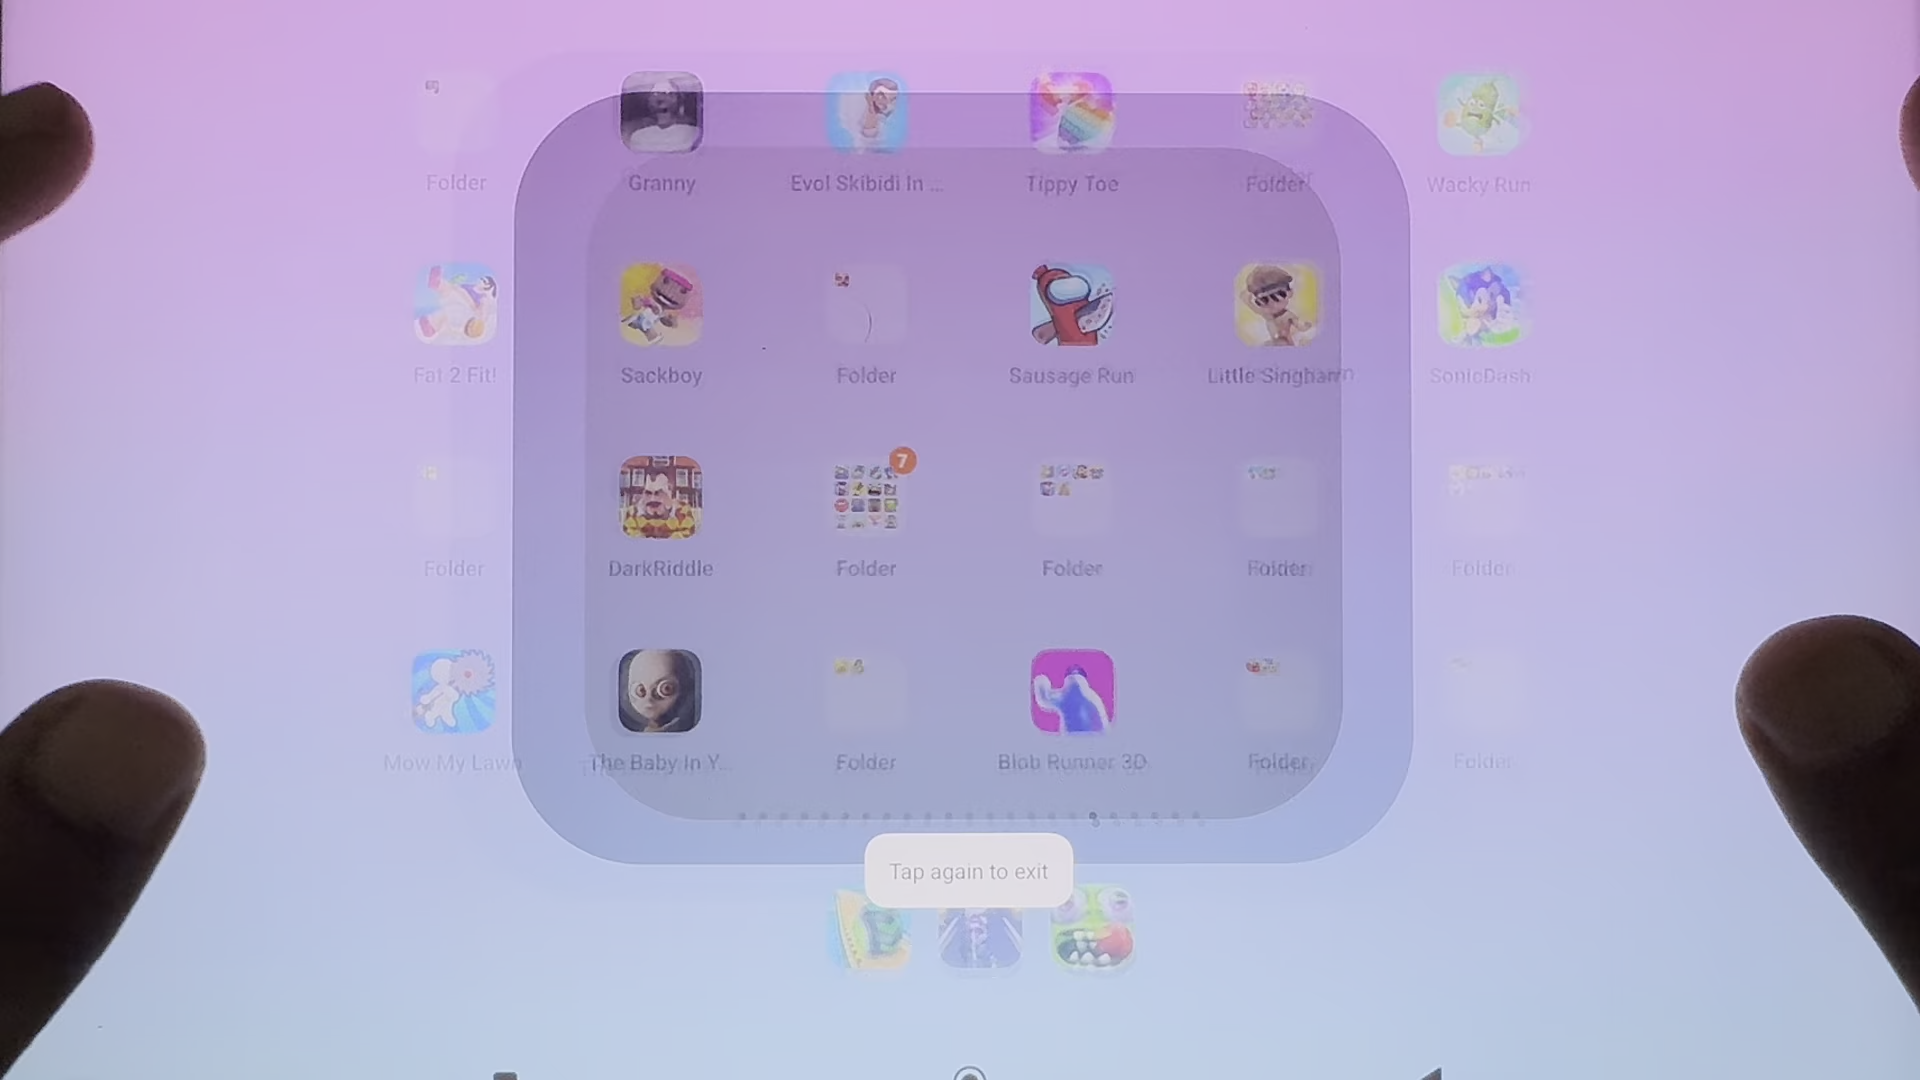 Folder
Granny
Evol Skibidi In ...
Tippy Toe
Folder
Wacky Run
Fat 2 Fit!
Sackboy
Folder
Sausage Run
Little Singham
SonicDash
7
Folder
DarkRiddle
Folder
Folder
Folder
Folder
Mow My Lawn
The Baby In Y...
Folder
Blob Runner 3D
Folder
Folder
Tap again to exit